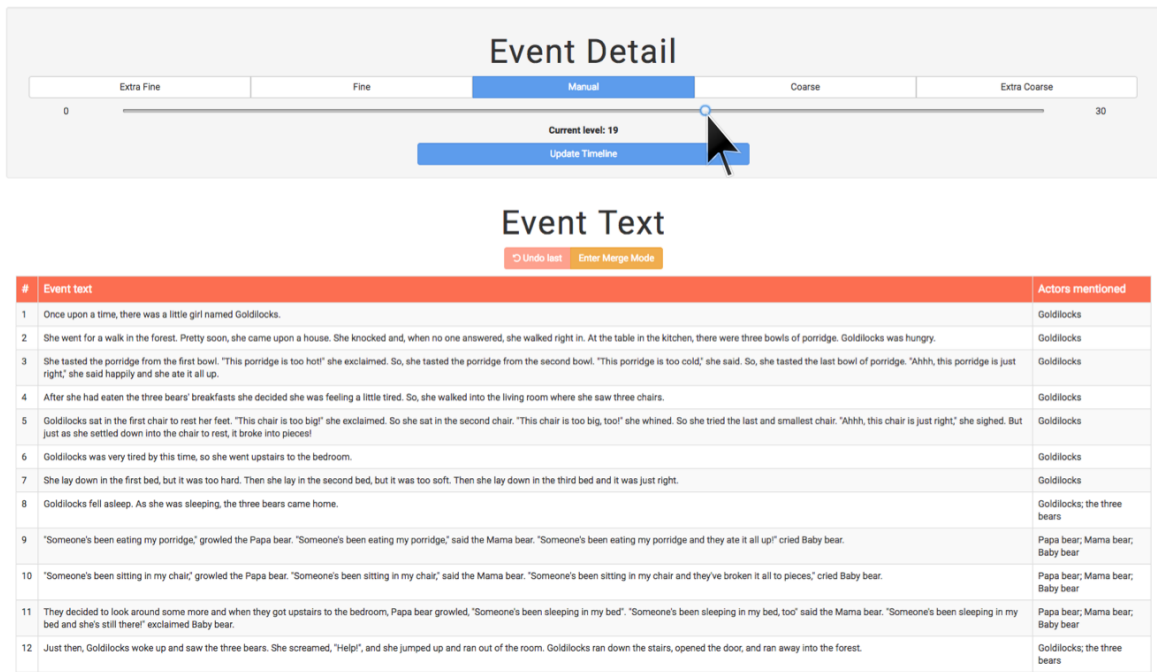 Event Detail
Extra Fine Fine Manual Coarse Extra Coarse
0 30
Current level: 19
Update Timeline
Event Text
Undo last Enter Merge Mode
# Event text Actors mentioned
1 Once upon a time, there was a little girl named Goldilocks. Goldilocks
2 She went for a walk in the forest. Pretty soon, she came upon a house. She knocked and, when no one answered, she walked right in. At the table in the kitchen, there were three bowls of porridge. Goldilocks was hungry. Goldilocks
3 She tasted the porridge from the first bowl. "This porridge is too hot!" she exclaimed. So, she tasted the porridge from the second bowl. "This porridge is too cold," she said. So, she tasted the last bowl of porridge. "Ahhh, this porridge is just Goldilocks
right," she said happily and she ate it all up.
4 After she had eaten the three bears' breakfasts she decided she was feeling a little tired. So, she walked into the living room where she saw three chairs. Goldilocks
5 Goldilocks sat in the first chair to rest her feet. "This chair is too big!" she exclaimed. So she sat in the second chair. "This chair is too big, too!" she whined. So she tried the last and smallest chair. "Ahhh, this chair is just right," she sighed. But Goldilocks
just as she settled down into the chair to rest, it broke into pieces!
6 Goldilocks was very tired by this time, so she went upstairs to the bedroom. Goldilocks
7 She lay down in the first bed, but it was too hard. Then she lay in the second bed, but it was too soft. Then she lay down in the third bed and it was just right. Goldilocks
8 Goldilocks fell asleep. As she was sleeping, the three bears came home. Goldilocks; the three
bears
9 "Someone's been eating my porridge," growled the Papa bear. "Someone's been eating my porridge," said the Mama bear. "Someone's been eating my porridge and they ate it all up!" cried Baby bear. Papa bear; Mama bear;
Baby bear
10 "Someone's been sitting in my chair," growled the Papa bear. "Someone's been sitting in my chair," said the Mama bear. "Someone's been sitting in my chair and they've broken it all to pieces," cried Baby bear. Papa bear; Mama bear;
Baby bear
11 They decided to look around some more and when they got upstairs to the bedroom, Papa bear growled, "Someone's been sleeping in my bed". "Someone's been sleeping in my bed, too" said the Mama bear. "Someone's been sleeping in my Papa bear; Mama bear;
bed and she's still there!" exclaimed Baby bear. Baby bear
12 Just then, Goldilocks woke up and saw the three bears. She screamed, "Help!", and she jumped up and ran out of the room. Goldilocks ran down the stairs, opened the door, and ran away into the forest. Goldilocks; the three
bears